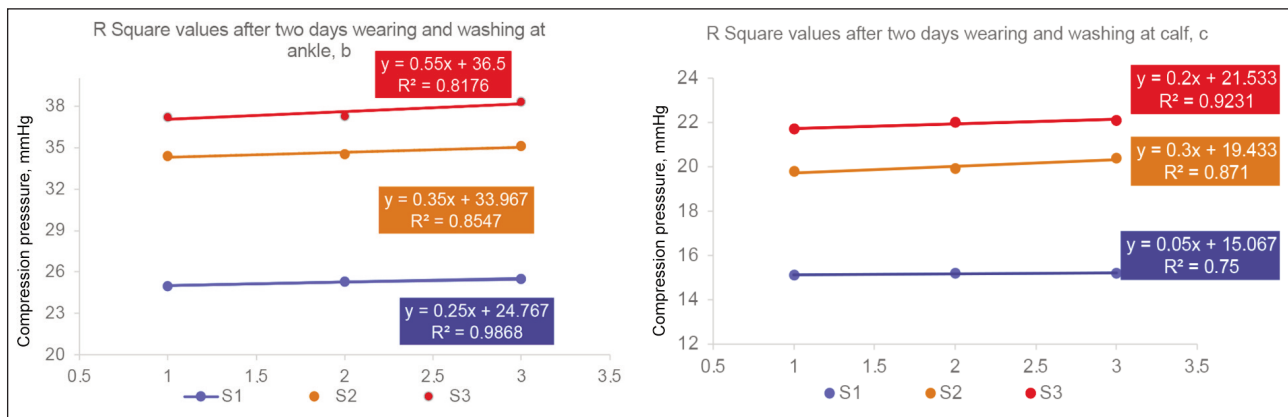 R Square values after two days wearing and washing at
ankle, b
y = 0.55x + 36.5
R² = 0.8176
y = 0.35x + 33.967
R² = 0.8547
y = 0.25x + 24.767
R² = 0.9868
Compression presssure, mmHg
38
35
32
29
26
23
20
0.5
1
1.5
2
2.5
3
3.5
S1
S2
S3
R Square values after two days wearing and washing at calf, c
y = 0.2x + 21.533
R² = 0.9231
y = 0.3x + 19.433
R² = 0.871
y = 0.05x + 15.067
R² = 0.75
Compression pressure, mmHg
24
22
20
18
16
14
12
0.5
1
1.5
2
2.5
3
3.5
S1
S2
S3